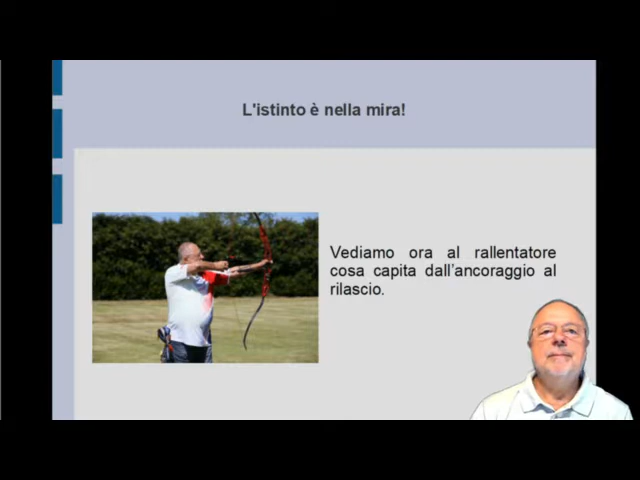 L'istinto è nella mira!
Vediamo ora al rallentatore
cosa capita dall'ancoraggio al
rilascio.